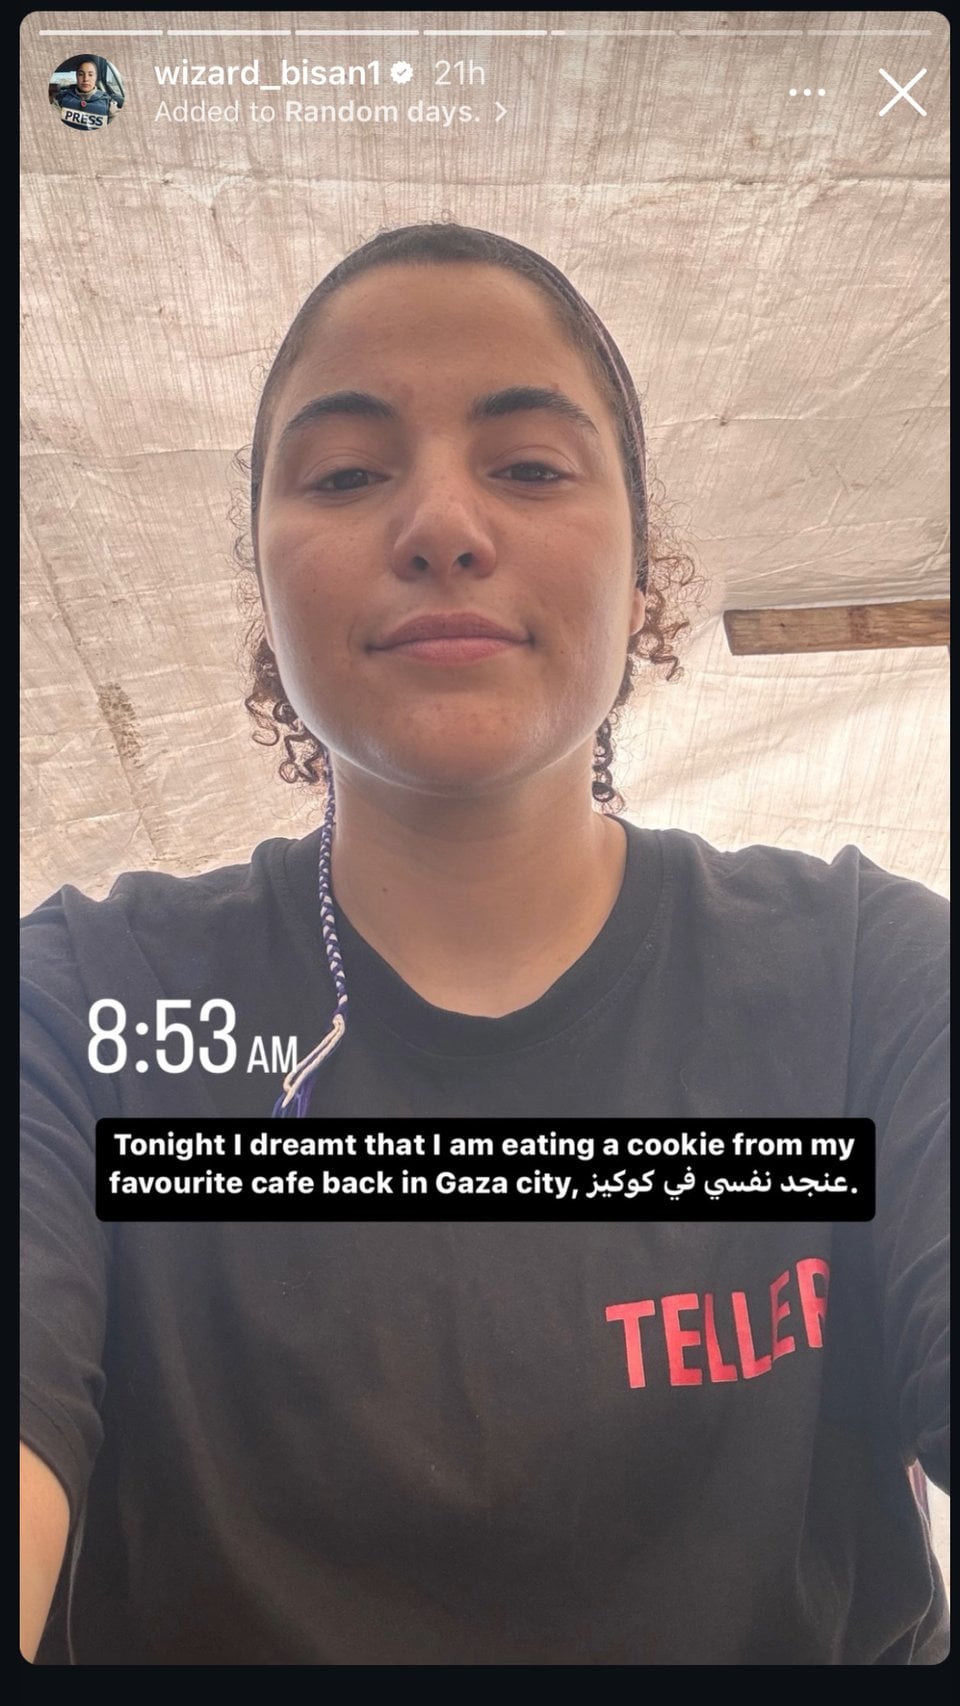 wizard_bisan1 21h
Added to Random days.
PRESS
8:53 AM
Tonight I dreamt that I am eating a cookie from my
favourite cafe back in Gaza city, عنجد نفسي في كوكيز.
TELLER